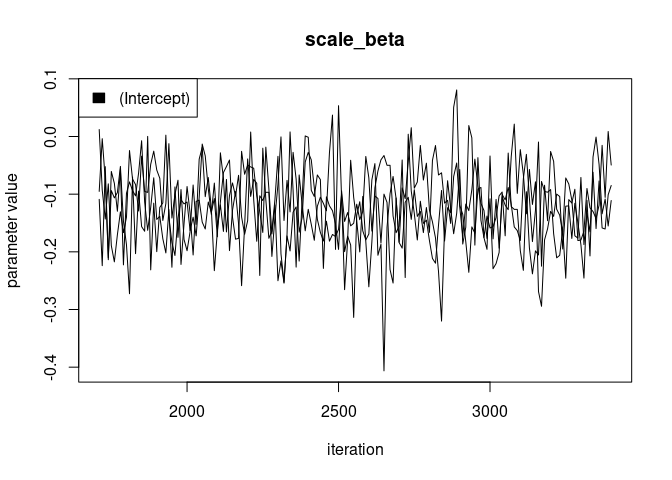 scale_beta
(Intercept)
parameter value
0.1
0.0
-0.1
-0.2
-0.3
-0.4
2000 2500 3000
iteration